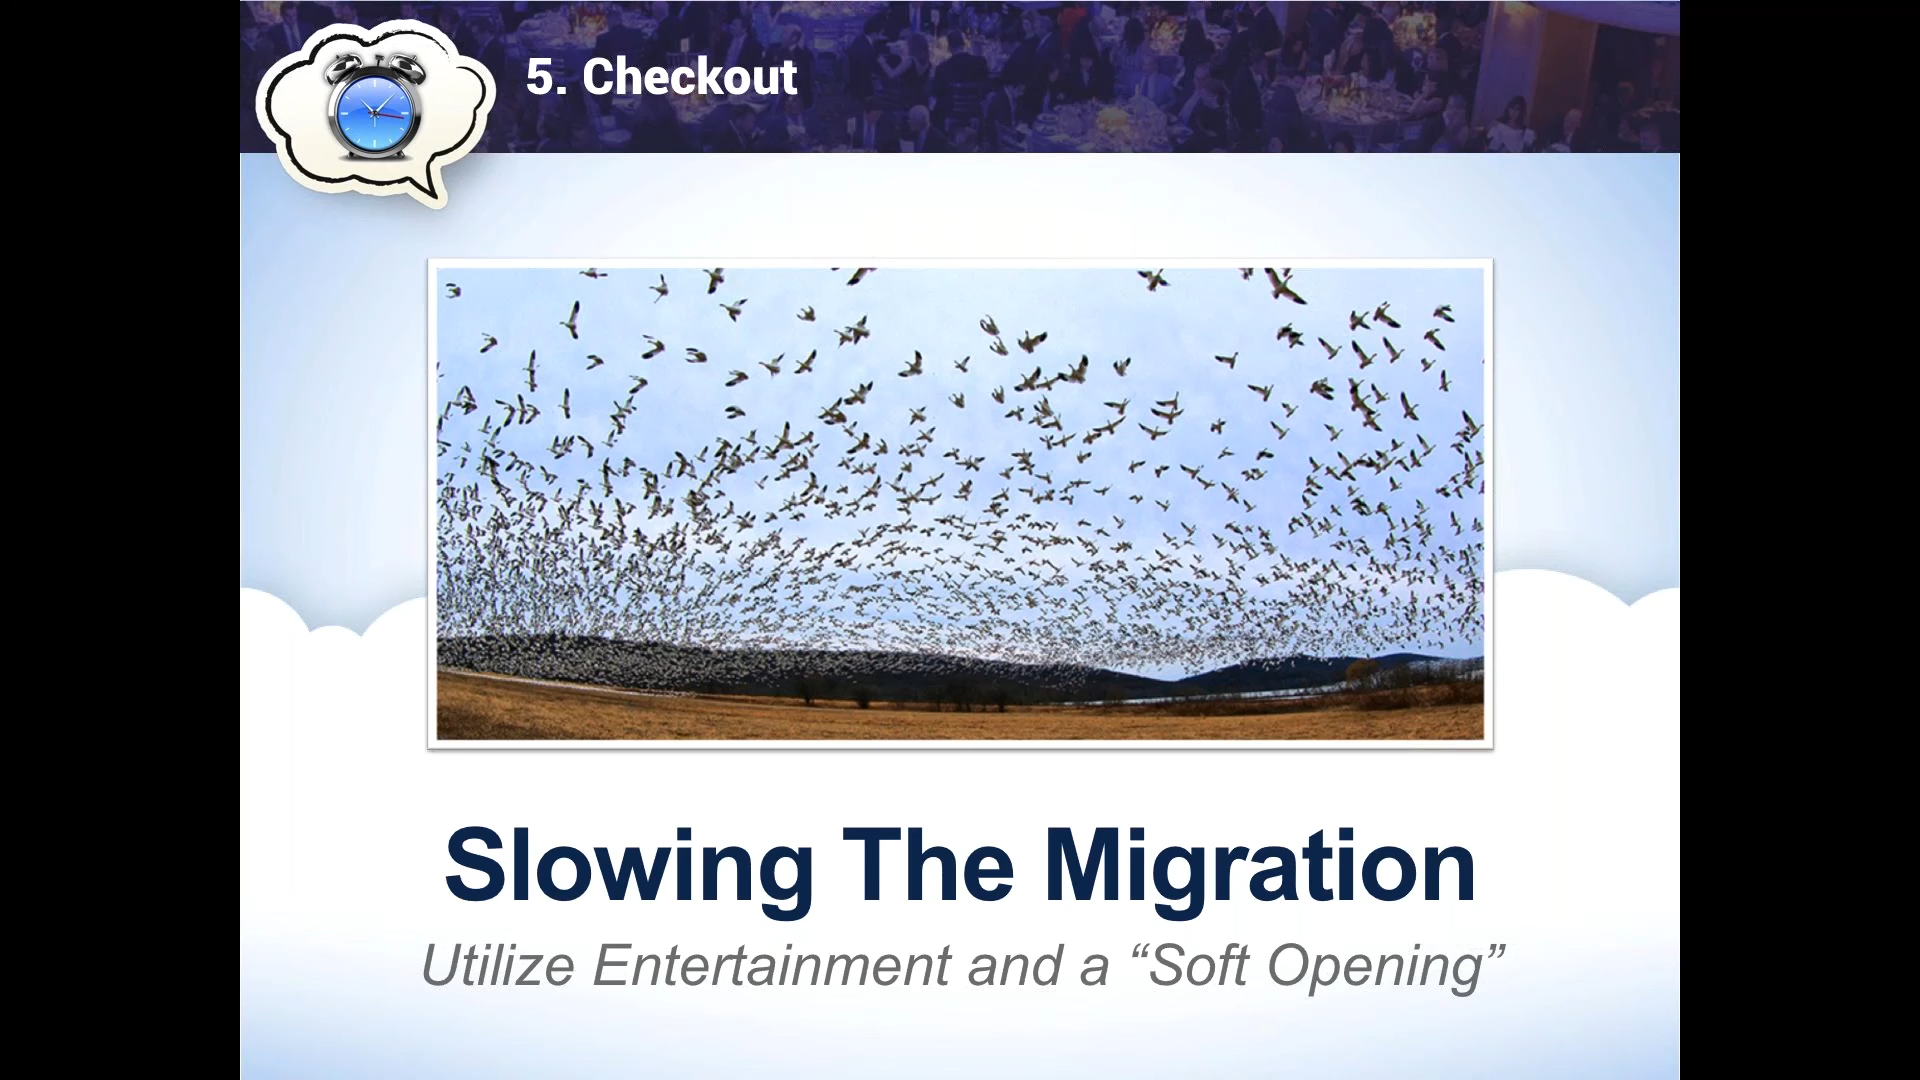 5. Checkout
Slowing The Migration
Utilize Entertainment and a “Soft Opening”